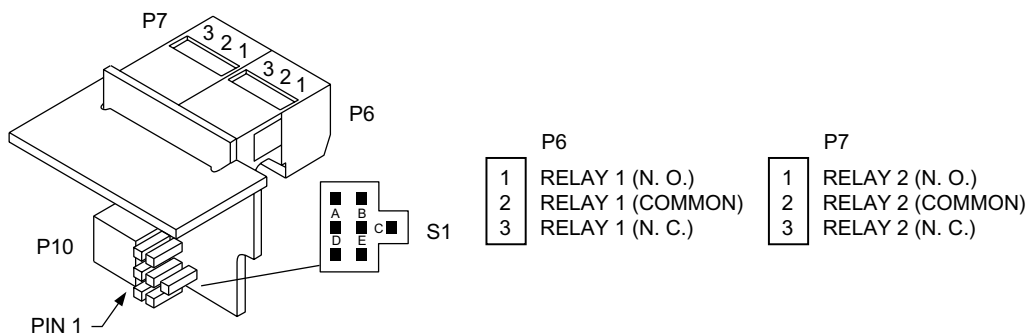 P7
3 2 1
3 2 1
P6
P10
PIN 1
A B
C
D E
S1
P6
1 RELAY 1 (N. O.)
2 RELAY 1 (COMMON)
3 RELAY 1 (N. C.)
P7
1 RELAY 2 (N. O.)
2 RELAY 2 (COMMON)
3 RELAY 2 (N. C.)